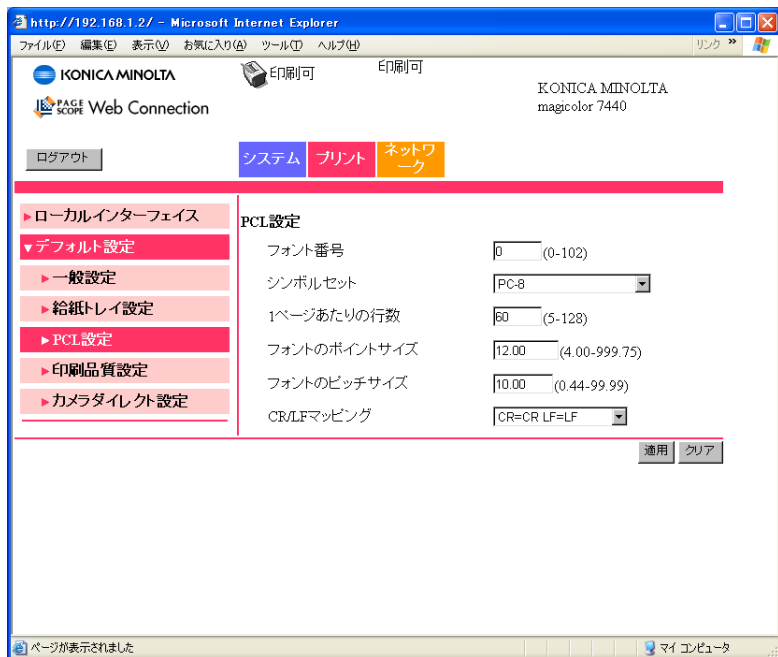 http://192.168.1.2/ - Microsoft Internet Explorer
ファイル(F) 編集(E) 表示(V) お気に入り(A) ツール(T) ヘルプ(H) リンク »
KONICA MINOLTA
印刷可
印刷可
KONICA MINOLTA
magicolor 7440
PAGE SCOPE Web Connection
ログアウト
システム
プリント
ネットワ
ーク
▶ローカルインターフェイス
▼デフォルト設定
▶一般設定
▶給紙トレイ設定
▶PCL設定
▶印刷品質設定
▶カメラダイレクト設定
PCL設定
フォント番号 0 (0-102)
シンボルセット PC-8
1ページあたりの行数 60 (5-128)
フォントのポイントサイズ 12.00 (4.00-999.75)
フォントのピッチサイズ 10.00 (0.44-99.99)
CR/LFマッピング CR=CR LF=LF
適用 クリア
ページが表示されました マイ コンピュータ